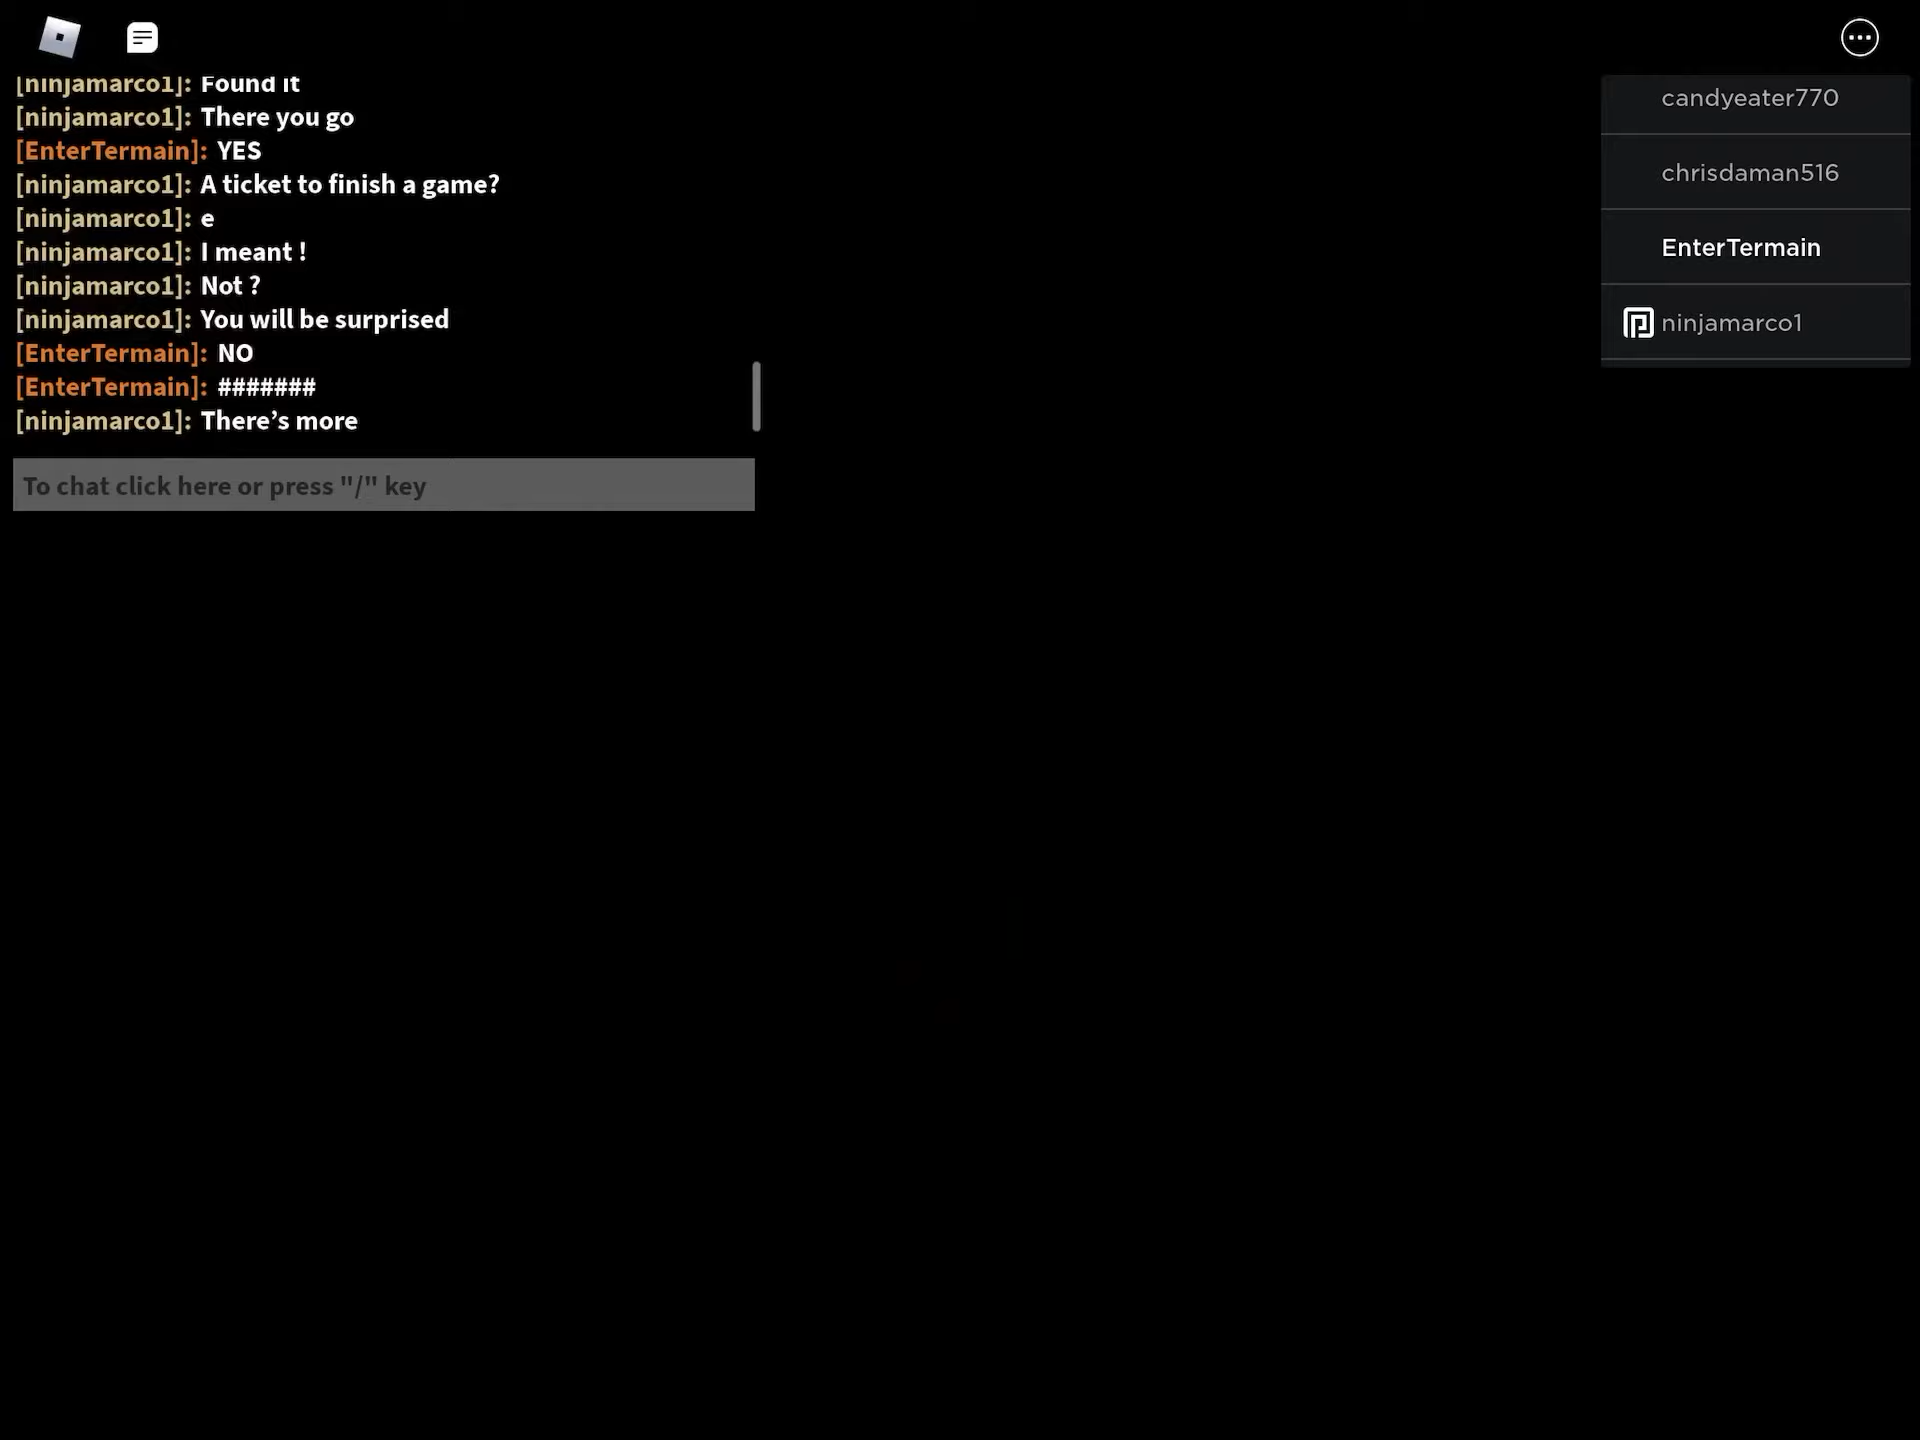 [ninjamarco1]: Found it
[ninjamarco1]: There you go
[EnterTermain]: YES
[ninjamarco1]: A ticket to finish a game?
[ninjamarco1]: e
[ninjamarco1]: I meant !
[ninjamarco1]: Not ?
[ninjamarco1]: You will be surprised
[EnterTermain]: NO
[EnterTermain]: #######
[ninjamarco1]: There’s more
To chat click here or press "/" key
candyeater770
chrisdaman516
EnterTermain
ninjamarco1